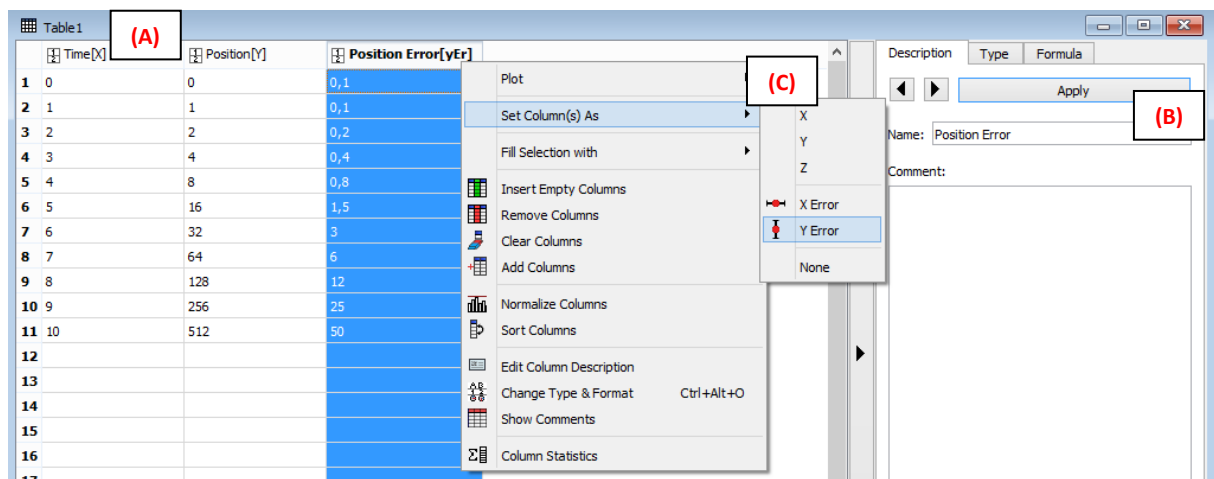 Table1
(A)
Time[X] Position[Y] Position Error[yEr]
1 0 0 0,1
2 1 1 0,1
3 2 2 0,2
4 3 4 0,4
5 4 8 0,8
6 5 16 1,5
7 6 32 3
8 7 64 6
9 8 128 12
10 9 256 25
11 10 512 50
12
13
14
15
16
Plot
Set Column(s) As
Fill Selection with
Insert Empty Columns
Remove Columns
Clear Columns
Add Columns
Normalize Columns
Sort Columns
Edit Column Description
Change Type & Format Ctrl+Alt+O
Show Comments
Column Statistics
(C)
X
Y
Z
X Error
Y Error
None
Description Type Formula
Apply
(B)
Name: Position Error
Comment: